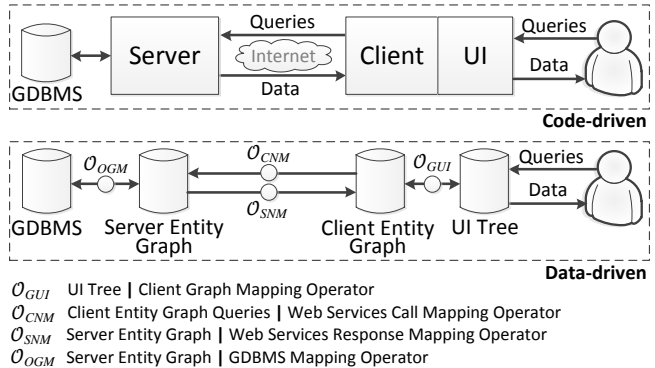 Queries
Server Internet Client UI Queries
Data Data
GDBMS
Code-driven
𝒪_OGM 𝒪_CNM 𝒪_GUI Queries
𝒪_SNM Data
GDBMS Server Entity Graph Client Entity Graph UI Tree
Data-driven
𝒪_GUI UI Tree | Client Graph Mapping Operator
𝒪_CNM Client Entity Graph Queries | Web Services Call Mapping Operator
𝒪_SNM Server Entity Graph | Web Services Response Mapping Operator
𝒪_OGM Server Entity Graph | GDBMS Mapping Operator